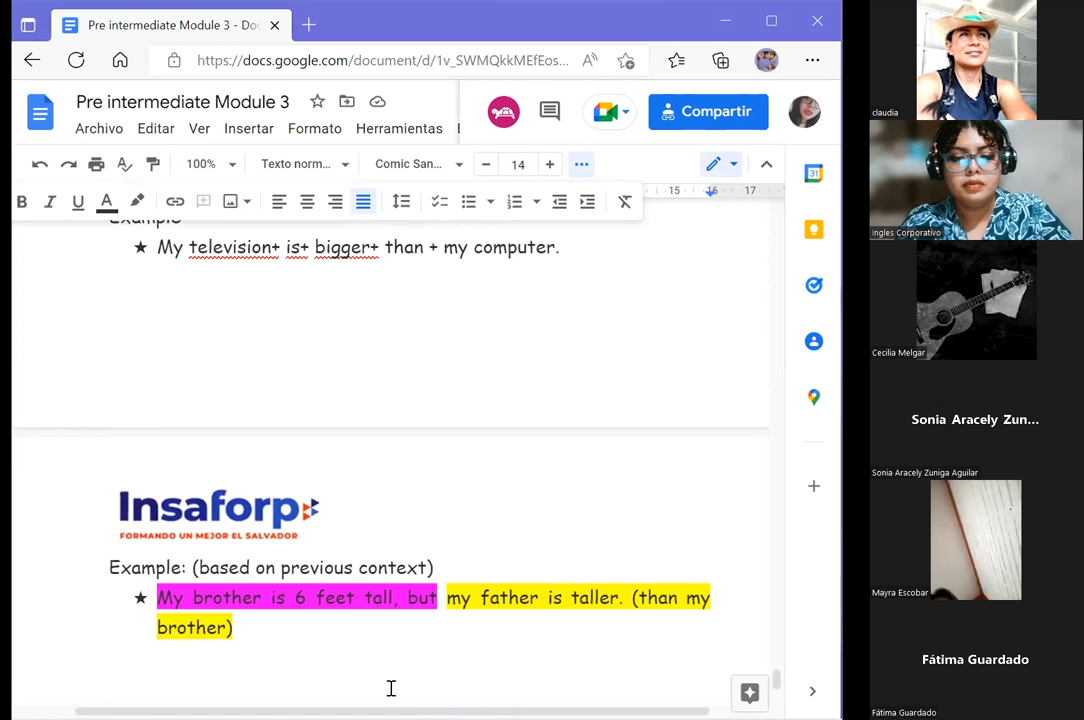 Pre intermediate Module 3 - Doc
https://docs.google.com/document/d/1v_SWMQkkMEfEos...
Pre intermediate Module 3
Archivo Editar Ver Insertar Formato Herramientas
Compartir
100% Texto norm... Comic San... 14
15 16 17
Example
★ My television+ is+ bigger+ than + my computer.
Insaforp
FORMANDO UN MEJOR EL SALVADOR
Example: (based on previous context)
★ My brother is 6 feet tall, but my father is taller. (than my
brother)
claudia
Ingles Corporativo
Cecilia Melgar
Sonia Aracely Zun...
Sonia Aracely Zuniga Aguilar
Mayra Escobar
Fátima Guardado
Fátima Guardado